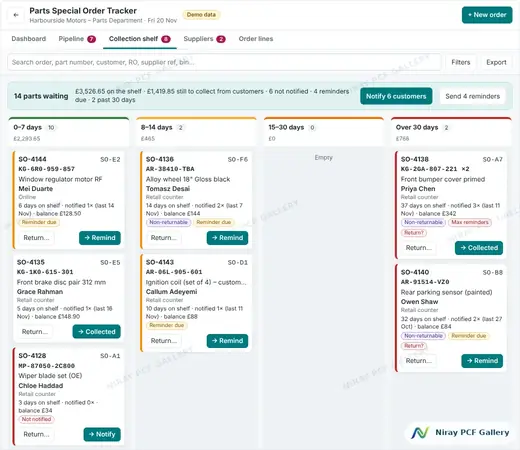 ←
Parts Special Order Tracker
Harbourside Motors – Parts Department · Fri 20 Nov
Demo data
+ New order
Dashboard
Pipeline 7
Collection shelf 8
Suppliers 2
Order lines
Search order, part number, customer, RO, supplier ref, bin...
Filters
Export
14 parts waiting
£3,526.65 on the shelf · £1,419.85 still to collect from customers · 6 not notified · 4 reminders
due · 2 past 30 days
Notify 6 customers
Send 4 reminders
0–7 days 10
£2,293.65
SO-4144 SO-E2
KG-6R0-959-857
Window regulator motor RF
Mei Duarte
Online
6 days on shelf · notified 1× (last 14
Nov) · balance £128.50
Reminder due
Return...
→ Remind
SO-4135 SO-E5
KG-1K0-615-301
Front brake disc pair 312 mm
Grace Rahman
Retail counter
5 days on shelf · notified 1× (last 16
Nov) · balance £148.90
Return...
→ Collected
SO-4128 SO-A1
MP-87050-2C800
Wiper blade set (OE)
Chloe Haddad
Retail counter
3 days on shelf · notified 0× ·
balance £34
Not notified
Return...
→ Notify
8–14 days 2
£465
SO-4136 SO-F6
AR-38410-TBA
Alloy wheel 18" Gloss black
Tomasz Desai
Retail counter
14 days on shelf · notified 2× (last 7
Nov) · balance £144
Non-returnable
Reminder due
Return...
→ Remind
SO-4143 SO-D1
AR-06L-905-601
Ignition coil (set of 4) – custom...
Callum Adeyemi
Retail counter
10 days on shelf · notified 1× (last 11
Nov) · balance £88
Reminder due
Return...
→ Remind
15–30 days 0
£0
Empty
Over 30 days 2
£766
SO-4138 SO-A7
KG-2GA-807-221 ×2
Front bumper cover primed
Priya Chen
Retail counter
37 days on shelf · notified 3× (last 11
Nov) · balance £342
Non-returnable
Max reminders
Return?
Return...
→ Collected
SO-4140 SO-B8
AR-91514-VZ0
Rear parking sensor (painted)
Owen Shaw
Retail counter
32 days on shelf · notified 2× (last 27
Oct) · balance £84
Non-returnable
Reminder due
Return?
Return...
→ Remind
Niray PCF Gallery